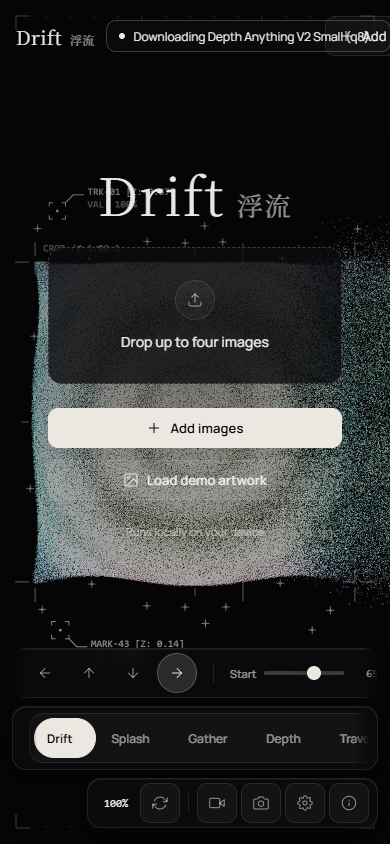 Drift 浮流
Downloading Depth Anything V2 Small (q8)
Add
TRK-01 [Z:
VAL 100%
Drift 浮流
Drop up to four images
Add images
Load demo artwork
Runs locally on your device
MARK-43 [Z: 0.14]
Start
Drift Splash Gather Depth Trave
100%